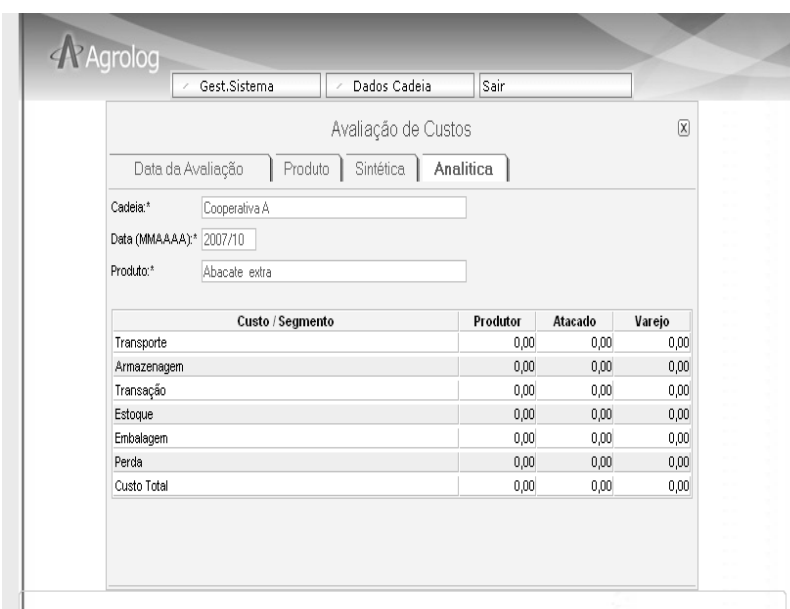 Agrolog
Gest.Sistema Dados Cadeia Sair
Avaliação de Custos X
Data da Avaliação Produto Sintética Analitica
Cadeia:* Cooperativa A
Data (MMAAAA):* 2007/10
Produto:* Abacate extra
Custo / Segmento Produtor Atacado Varejo
Transporte 0,00 0,00 0,00
Armazenagem 0,00 0,00 0,00
Transação 0,00 0,00 0,00
Estoque 0,00 0,00 0,00
Embalagem 0,00 0,00 0,00
Perda 0,00 0,00 0,00
Custo Total 0,00 0,00 0,00